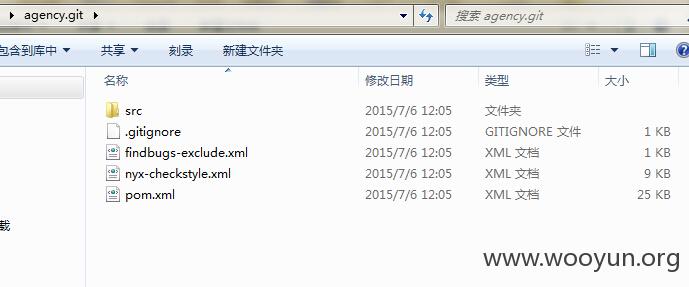 agency.git
搜索 agency.git
包含到库中 共享 刻录 新建文件夹
名称 修改日期 类型 大小
src 2015/7/6 12:05 文件夹
.gitignore 2015/7/6 12:05 GITIGNORE 文件 1 KB
findbugs-exclude.xml 2015/7/6 12:05 XML 文档 1 KB
nyx-checkstyle.xml 2015/7/6 12:05 XML 文档 9 KB
pom.xml 2015/7/6 12:05 XML 文档 25 KB
载
www.wooyun.org